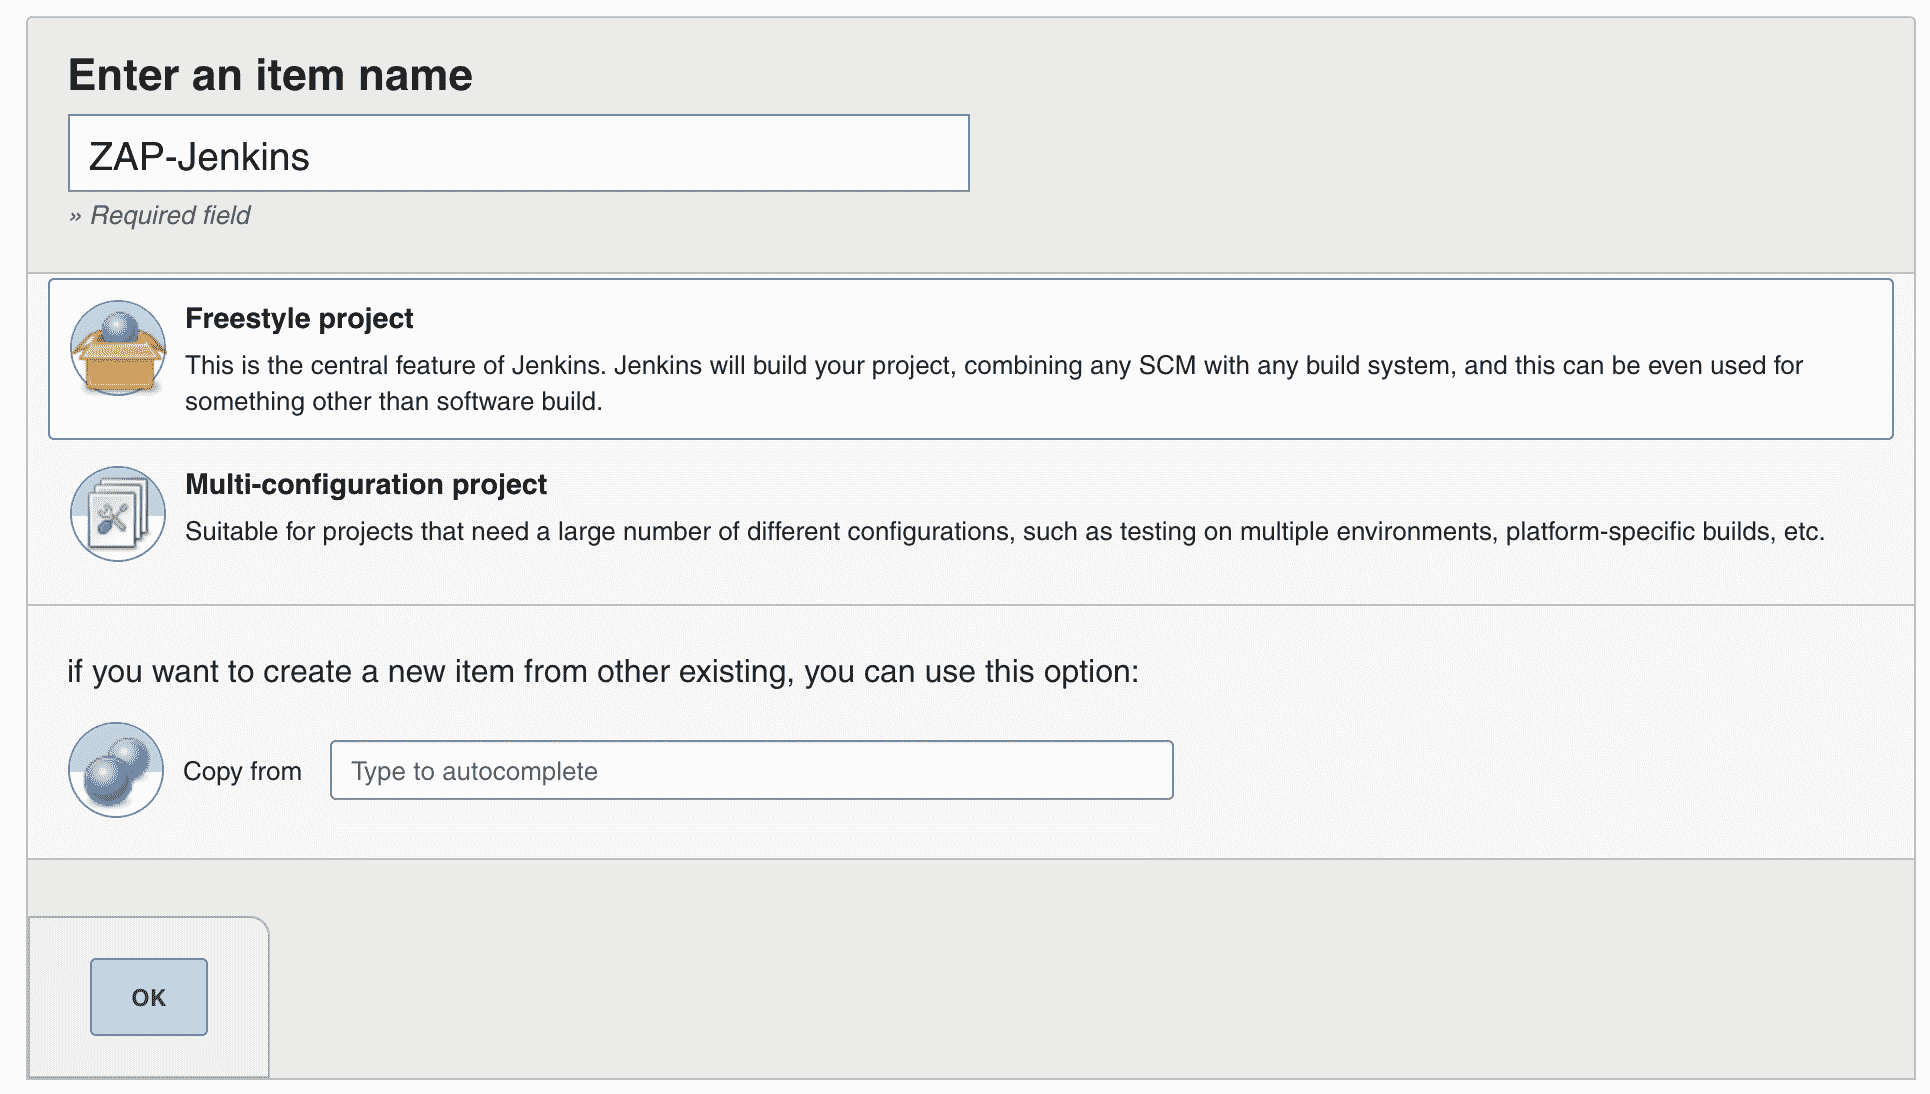 Enter an item name
ZAP-Jenkins
» Required field
Freestyle project
This is the central feature of Jenkins. Jenkins will build your project, combining any SCM with any build system, and this can be even used for
something other than software build.
Multi-configuration project
Suitable for projects that need a large number of different configurations, such as testing on multiple environments, platform-specific builds, etc.
if you want to create a new item from other existing, you can use this option:
Copy from
Type to autocomplete
OK